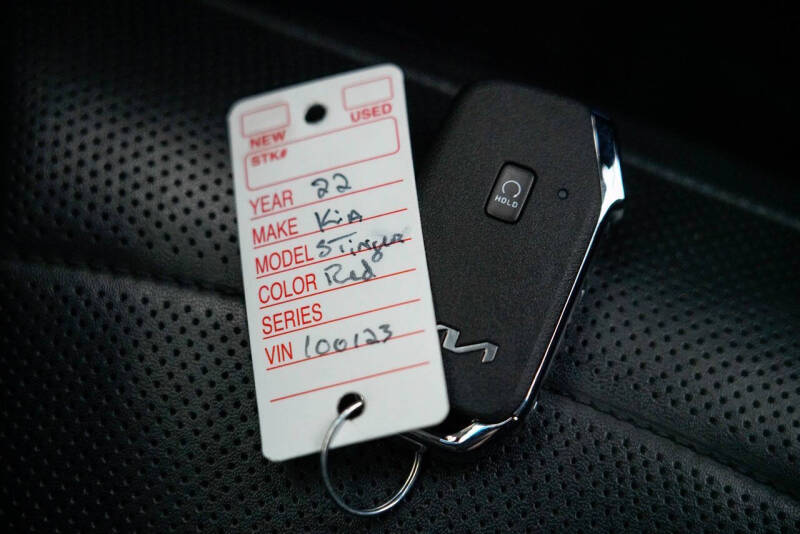 NEW USED
STK#
YEAR 22
MAKE KiA
MODEL STinger
COLOR Red
SERIES
VIN 100123
HOLD